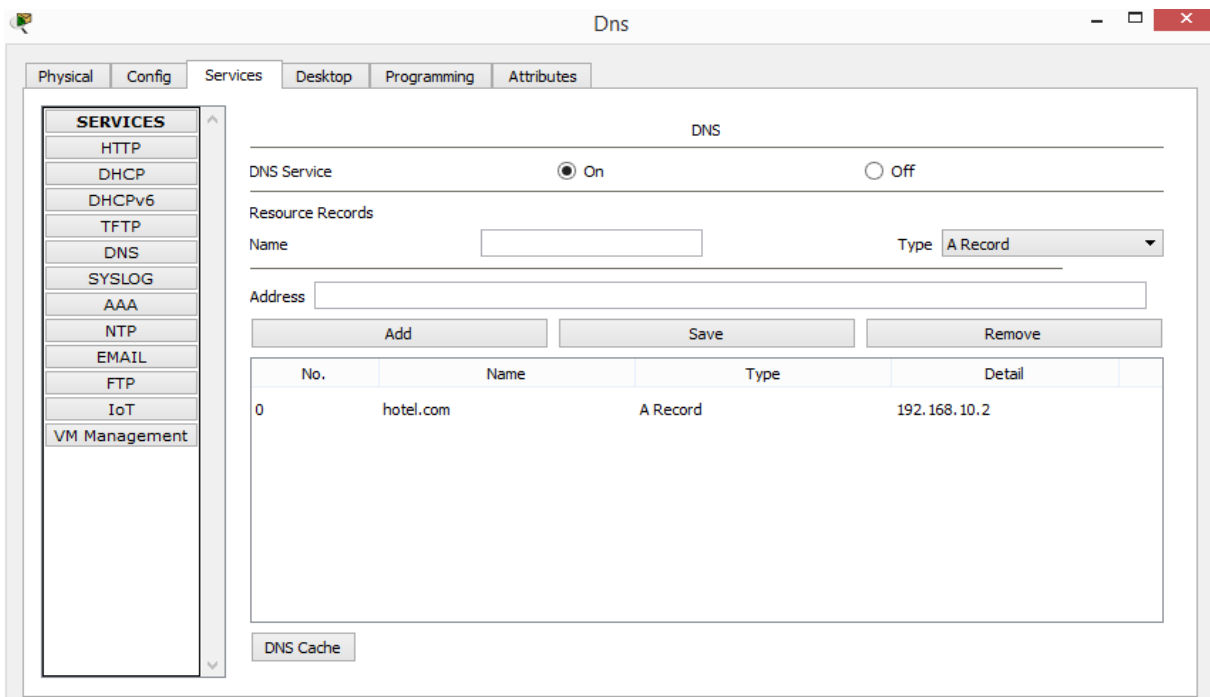 Dns
Physical Config Services Desktop Programming Attributes
SERVICES
HTTP
DHCP
DHCPv6
TFTP
DNS
SYSLOG
AAA
NTP
EMAIL
FTP
IoT
VM Management
DNS
DNS Service On Off
Resource Records
Name Type A Record
Address
Add Save Remove
No. Name Type Detail
0 hotel.com A Record 192.168.10.2
DNS Cache